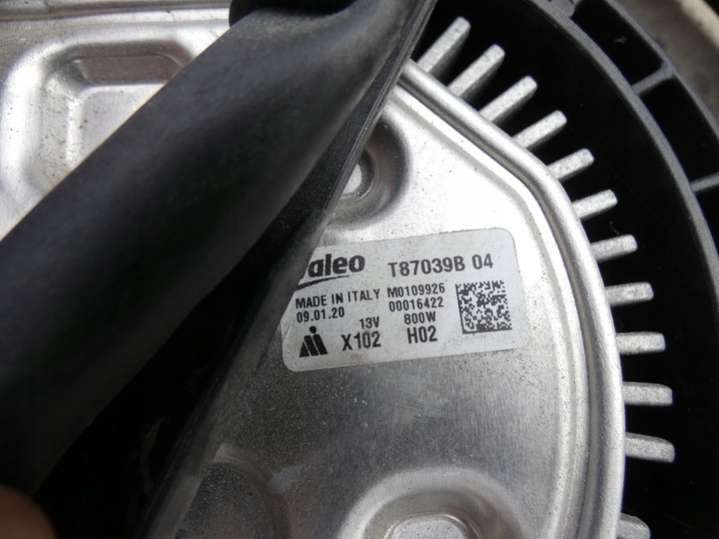 Valeo T87039B 04
MADE IN ITALY M0109926
09.01.20 00016422
13V 800W
X102 H02